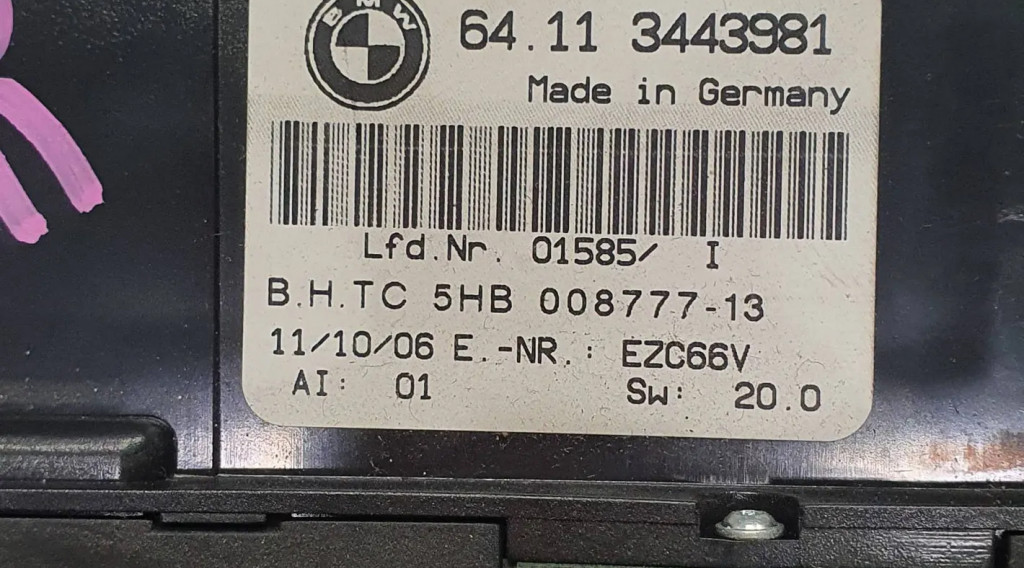 BMW
64.11 3443981
Made in Germany
Lfd.Nr. 01585/ I
B.H.TC 5HB 008777-13
11/10/06 E.-NR.: EZC66V
AI: 01 Sw: 20.0